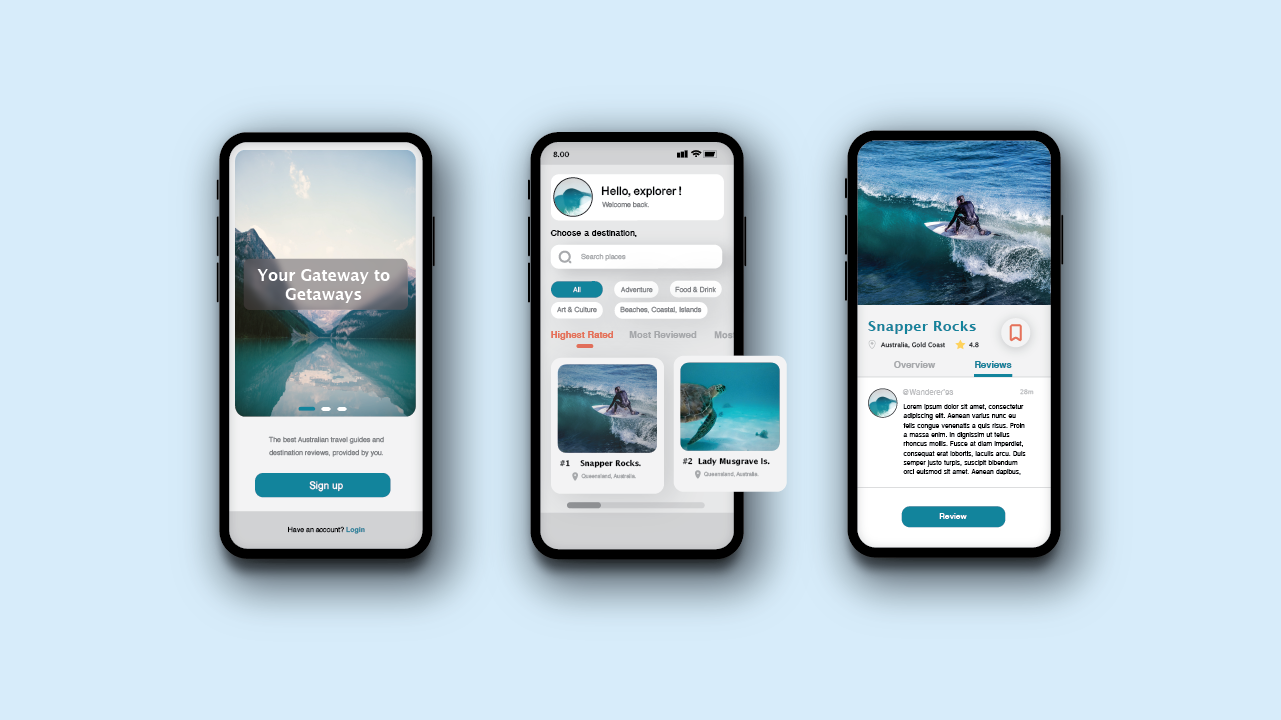 Your Gateway to
Getaways
The best Australian travel guides and
destination reviews, provided by you.
Sign up
Have an account? Login
8.00
Hello, explorer !
Welcome back.
Choose a destination,
Search places
All Adventure Food & Drink
Art & Culture Beaches, Coastal, Islands
Highest Rated Most Reviewed Mos
#1 Snapper Rocks.
Queensland, Australia.
#2 Lady Musgrave Is.
Queensland, Australia.
Snapper Rocks
Australia, Gold Coast 4.8
Overview Reviews
@Wanderer'ps 28m
Lorem ipsum dolor sit amet, consectetur
adipiscing elit. Aenean varius nunc eu
felis congue venenatis a quis risus. Proin
a massa enim. In dignissim ut tellus
rhoncus mollis. Fusce at diam imperdiet,
consequat erat lobortis, iaculis arcu. Duis
semper justo turpis, suscipit bibendum
orci euismod sit amet. Aenean dapibus,
Review